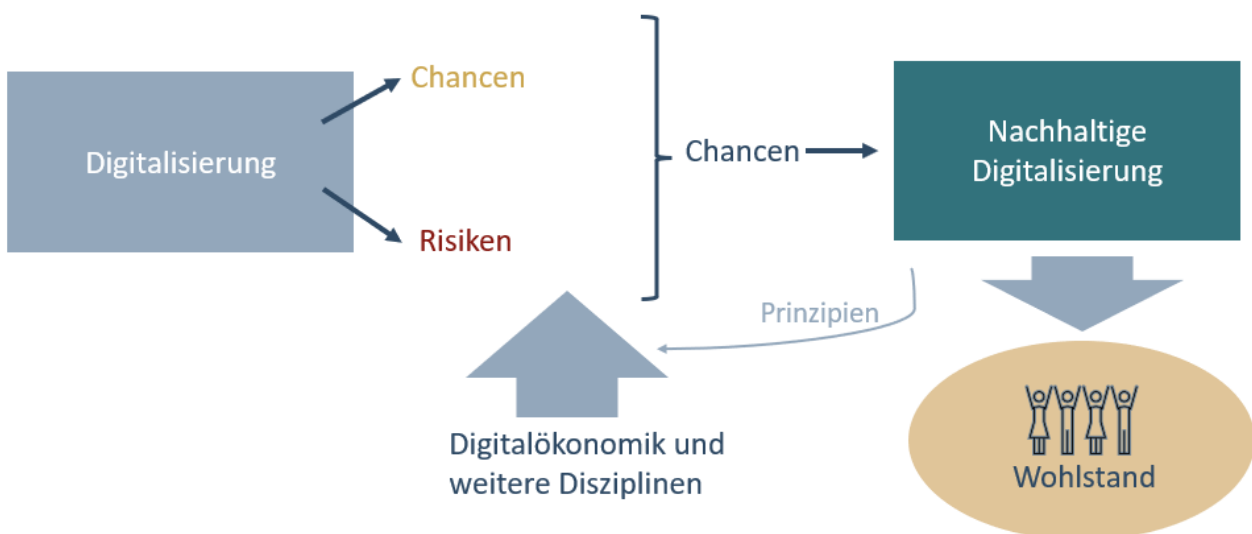 Digitalisierung
Chancen
Risiken
Chancen
Nachhaltige
Digitalisierung
Prinzipien
Digitalökonomik und
weitere Disziplinen
Wohlstand